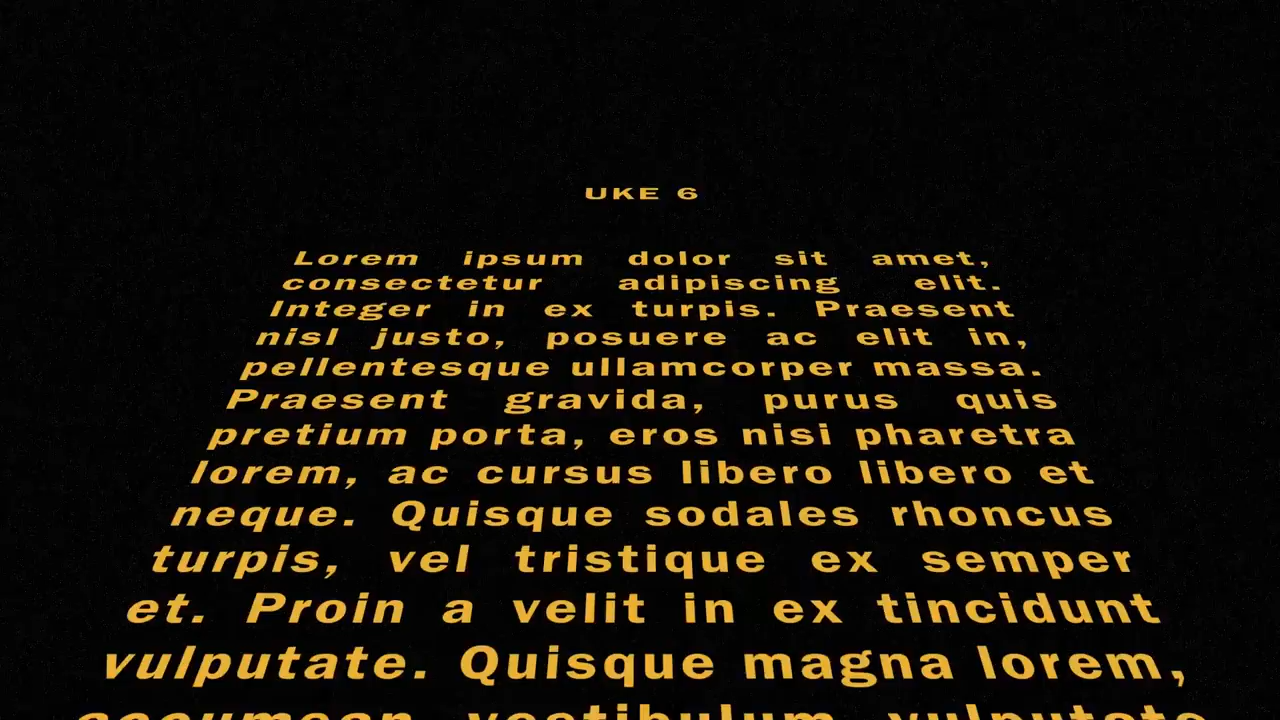 UKE 6
Lorem ipsum dolor sit amet,
consectetur adipiscing elit.
Integer in ex turpis. Praesent
nisl justo, posuere ac elit in,
pellentesque ullamcorper massa.
Praesent gravida, purus quis
pretium porta, eros nisi pharetra
lorem, ac cursus libero libero et
neque. Quisque sodales rhoncus
turpis, vel tristique ex semper
et. Proin a velit in ex tincidunt
vulputate. Quisque magna lorem,
accumsan vestibulum vulputate